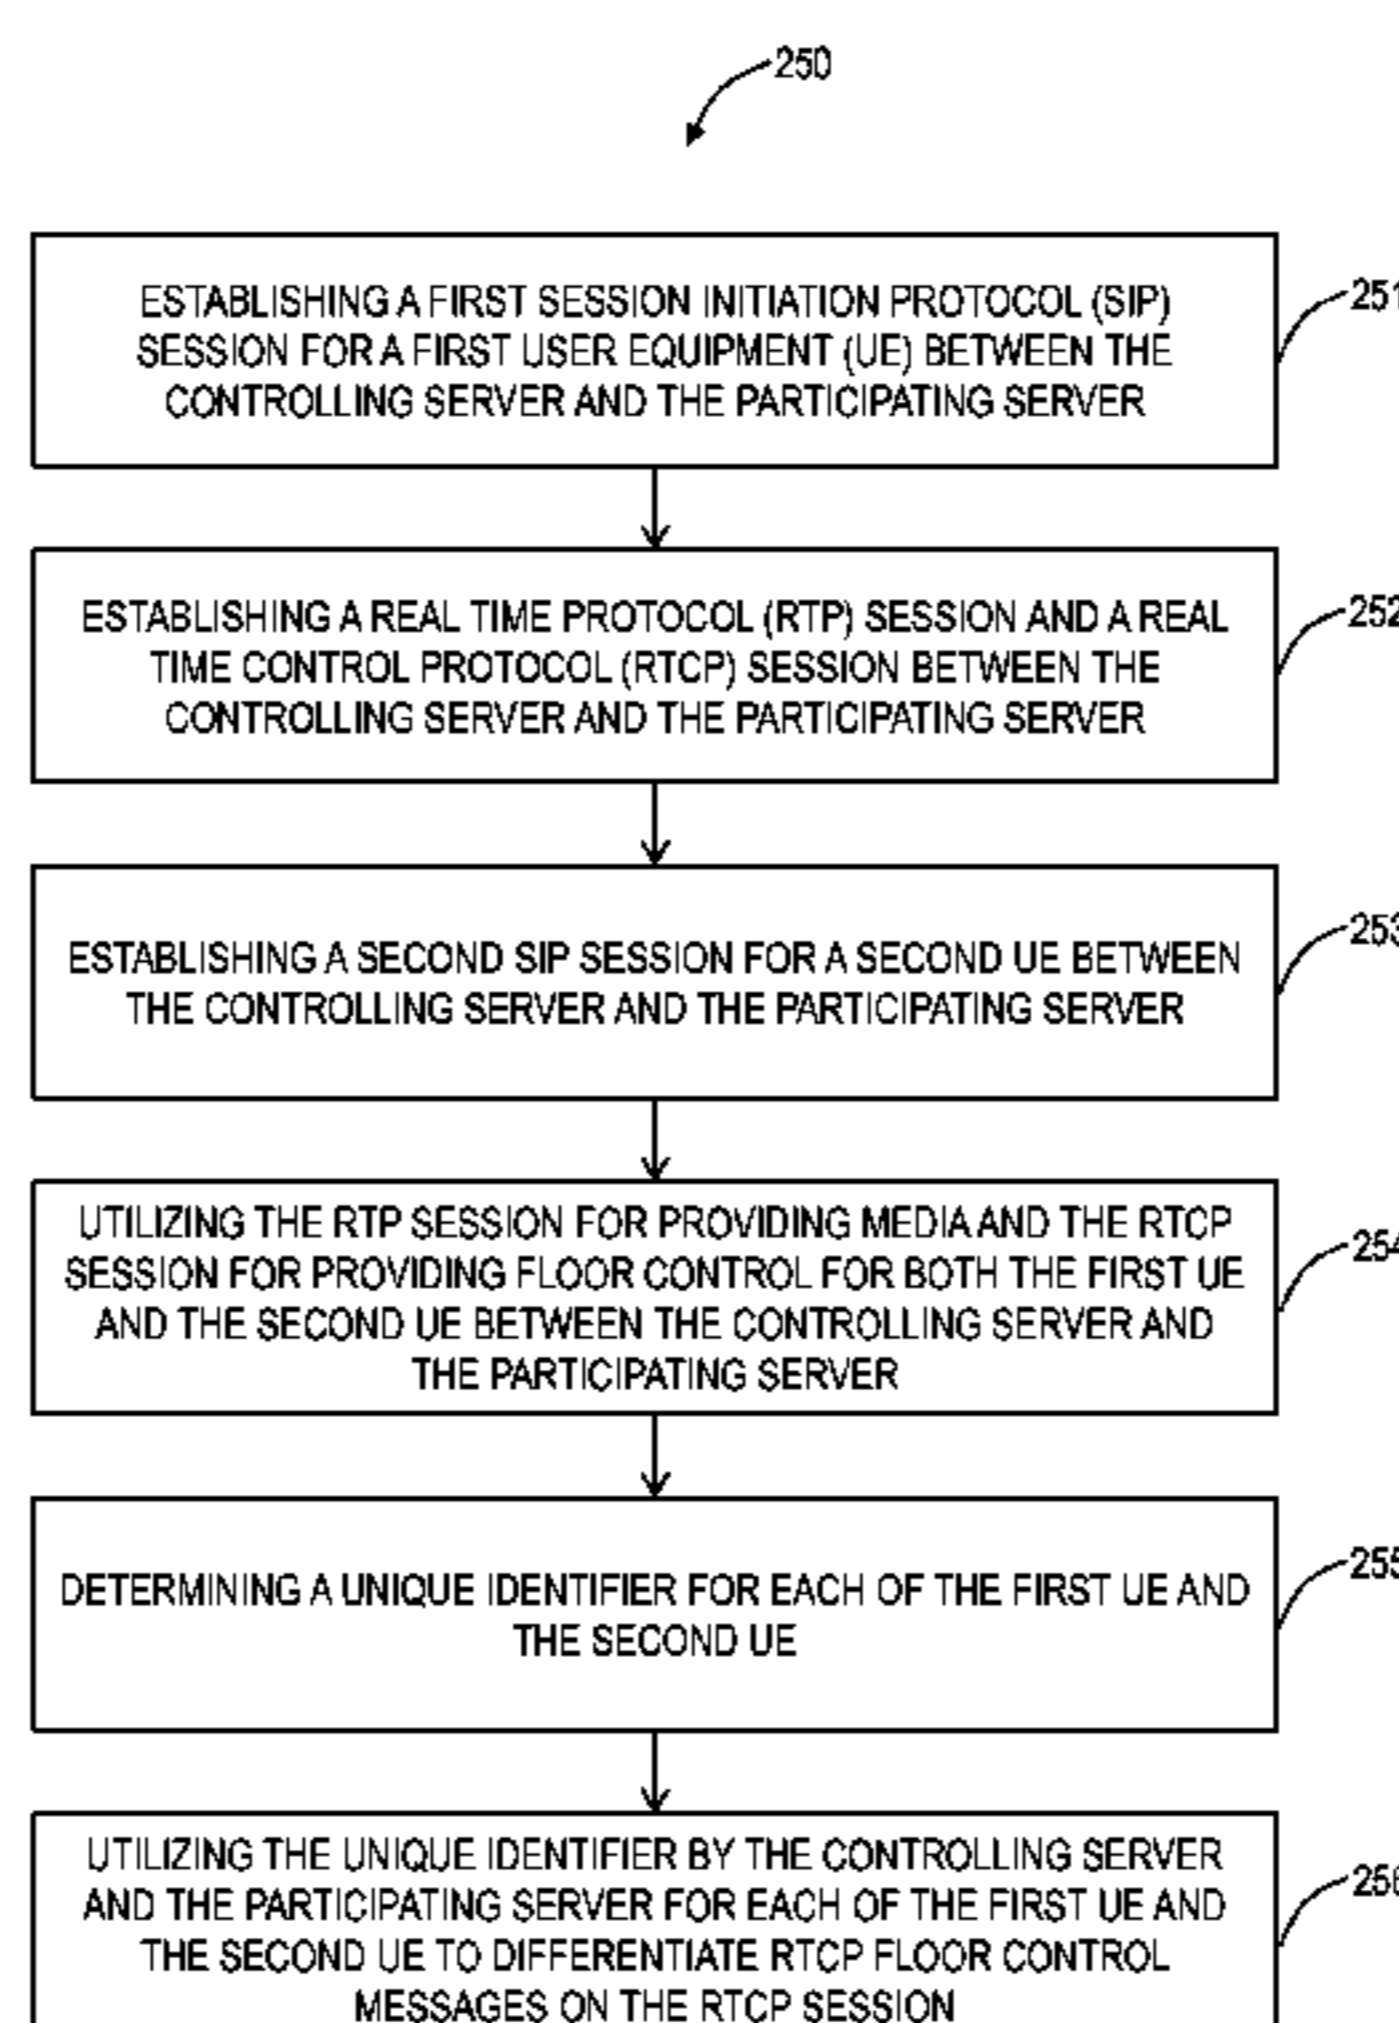 250
ESTABLISHING A FIRST SESSION INITIATION PROTOCOL (SIP)
SESSION FOR A FIRST USER EQUIPMENT (UE) BETWEEN THE
CONTROLLING SERVER AND THE PARTICIPATING SERVER
251
ESTABLISHING A REAL TIME PROTOCOL (RTP) SESSION AND A REAL
TIME CONTROL PROTOCOL (RTCP) SESSION BETWEEN THE
CONTROLLING SERVER AND THE PARTICIPATING SERVER
252
ESTABLISHING A SECOND SIP SESSION FOR A SECOND UE BETWEEN
THE CONTROLLING SERVER AND THE PARTICIPATING SERVER
253
UTILIZING THE RTP SESSION FOR PROVIDING MEDIA AND THE RTCP
SESSION FOR PROVIDING FLOOR CONTROL FOR BOTH THE FIRST UE
AND THE SECOND UE BETWEEN THE CONTROLLING SERVER AND
THE PARTICIPATING SERVER
254
DETERMINING A UNIQUE IDENTIFIER FOR EACH OF THE FIRST UE AND
THE SECOND UE
255
UTILIZING THE UNIQUE IDENTIFIER BY THE CONTROLLING SERVER
AND THE PARTICIPATING SERVER FOR EACH OF THE FIRST UE AND
THE SECOND UE TO DIFFERENTIATE RTCP FLOOR CONTROL
MESSAGES ON THE RTCP SESSION
256